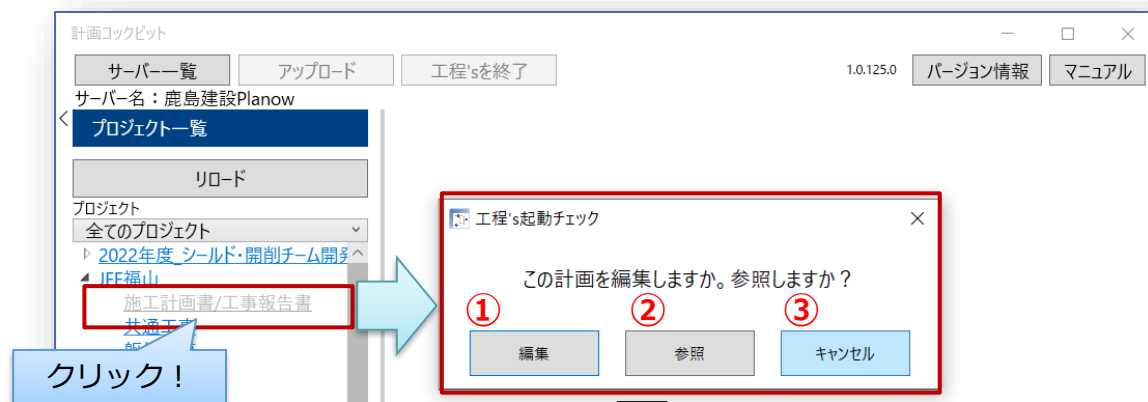 計画コックピット
サーバー一覧 アップロード 工程'sを終了 1.0.125.0 バージョン情報 マニュアル
サーバー名：鹿島建設Planow
プロジェクト一覧
リロード
プロジェクト
全てのプロジェクト
2022年度_シールド・開削チーム開発
JFE福山
施工計画書/工事報告書
共通工事
クリック！
工程's起動チェック
この計画を編集しますか。参照しますか？
① ② ③
編集 参照 キャンセル